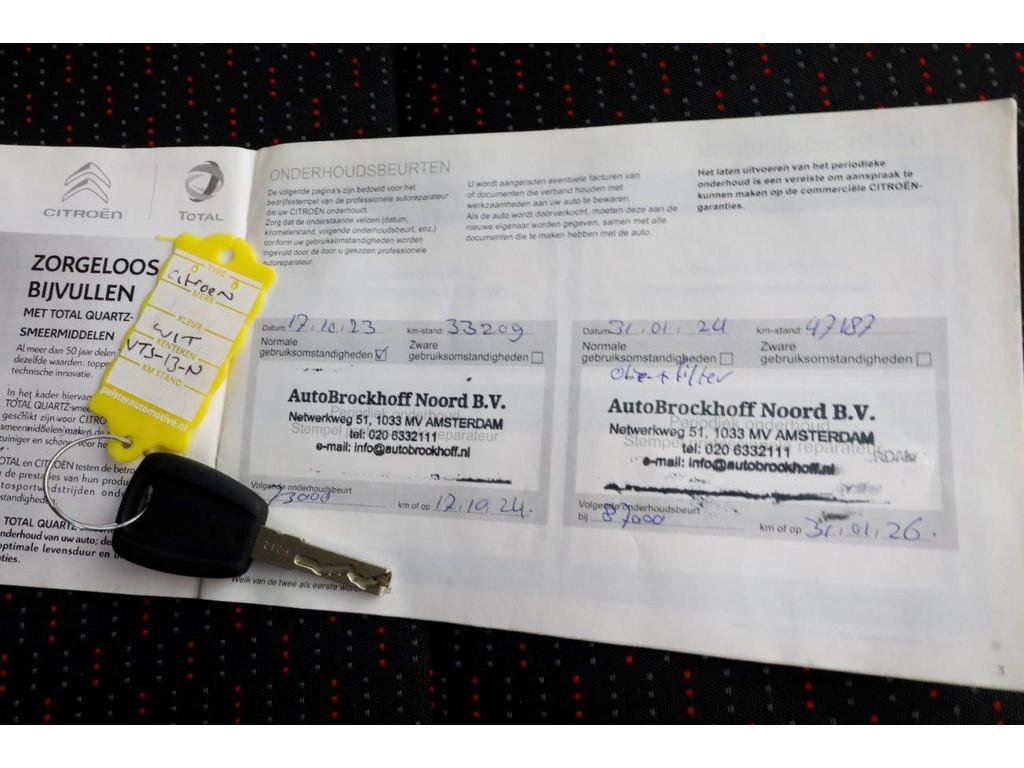 CITROËN
TOTAL
ZORGELOOS
BIJVULLEN
MET TOTAL QUARTZ-
SMEERMIDDELEN
Al meer dan 50 jaar delen
dezelfde waarden:
technische innovatie.
In het kader
TOTAL QUARTZ
geschikt zijn voor
smeermiddelen maken de
zuiniger en
TOTAL en CITROËN testen de
de prestaties van hun
TOTAL QUARTZ
onderhoud van uw auto;
optimale levensduur en
TYPE
Citroen
MERK
KLEUR
WIT
KENTEKEN
VTS-13-N
KM STAND
peisterautomotive.nl
ONDERHOUDSBEURTEN
De volgende pagina's zijn bedoeld voor het
bedrijfsstempel van de professionele autoreparateur
die uw CITROËN onderhoudt.
Zorg dat de onderstaande velden (datum,
kilometerstand, volgende onderhoudsbeurt, enz.)
conform uw gebruiksomstandigheden worden
ingevuld door de door u gekozen professionele
autoreparateur.
U wordt aangeraden eventuele facturen van
of documenten die verband houden met
werkzaamheden aan uw auto te bewaren.
Als de auto wordt doorverkocht, moeten deze aan de
nieuwe eigenaar worden gegeven, samen met alle
documenten die te maken hebben met de auto.
Het laten uitvoeren van het periodieke
onderhoud is een vereiste om aanspraak te
kunnen maken op de commerciële CITROËN-
garanties.
Datum: 17.10.23 km-stand: 33209
Normale gebruiksomstandigheden Zware gebruiksomstandigheden
AutoBrockhoff Noord B.V.
Periodiek onderhoud
Netwerkweg 51, 1033 MV AMSTERDAM
tel: 020 6332111
e-mail: info@autobrockhoff.nl
Volgende onderhoudsbeurt
73000 km of op 17.10.24.
Datum: 31.01.24 km-stand: 47187
Normale gebruiksomstandigheden Zware gebruiksomstandigheden
Olie + filter
AutoBrockhoff Noord B.V.
Periodiek onderhoud
Netwerkweg 51, 1033 MV AMSTERDAM
tel: 020 6332111
e-mail: info@autobrockhoff.nl
Volgende onderhoudsbeurt
bij 87000 km of op 31.01.26.
Welk van de twee als eerste
3